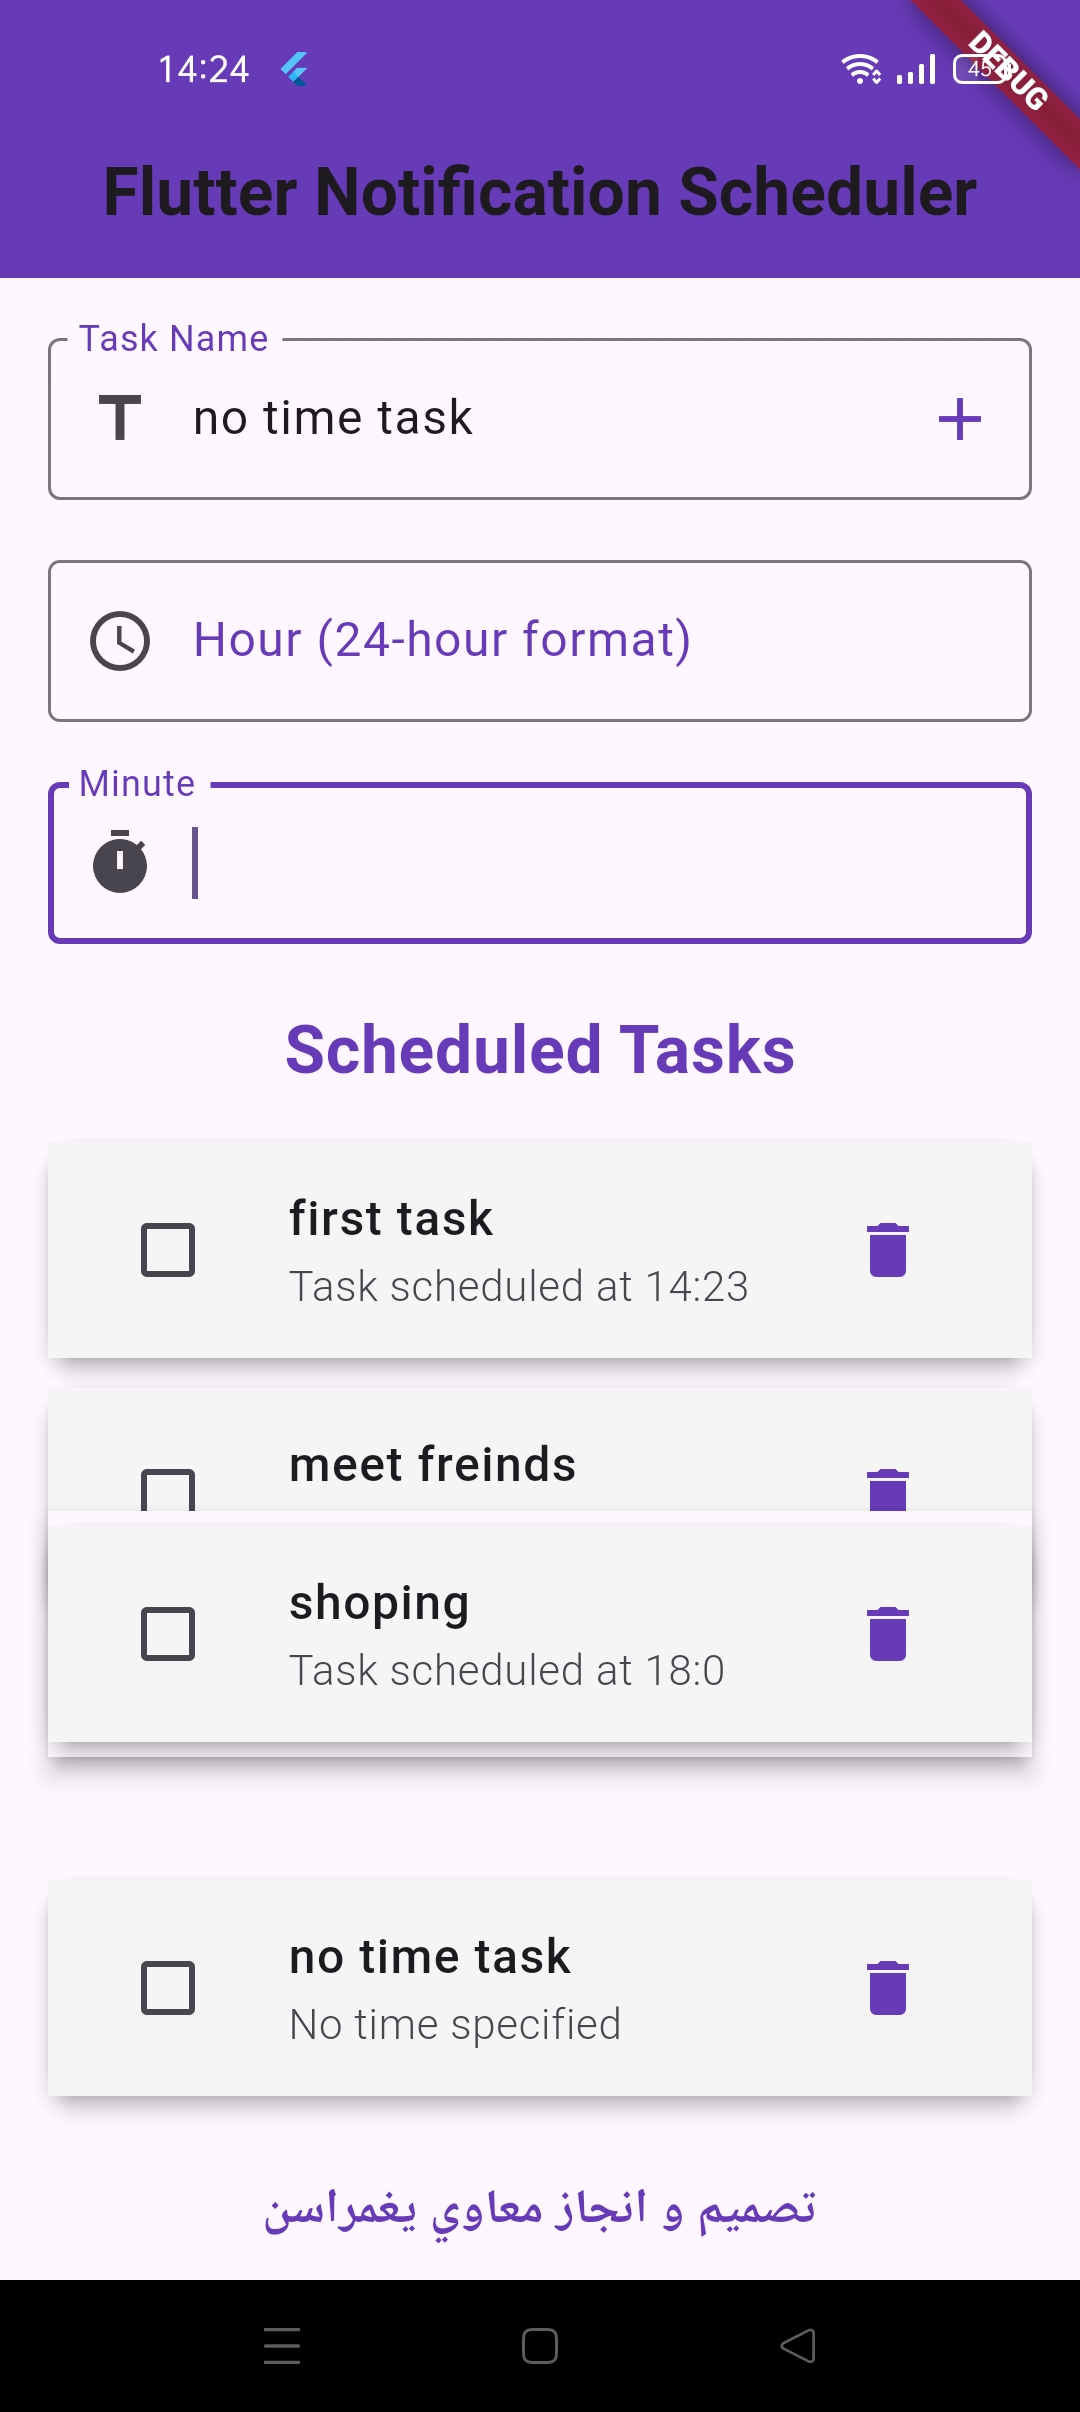 14:24
45
DEBUG
Flutter Notification Scheduler
Task Name
no time task
Hour (24-hour format)
Minute
Scheduled Tasks
first task
Task scheduled at 14:23
meet freinds
shoping
Task scheduled at 18:0
no time task
No time specified
تصميم و انجاز معاوي يغمراسن